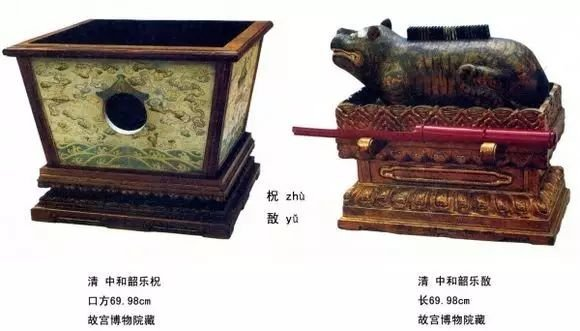 柷 zhù
敔 yǔ
清 中和韶乐柷
口方69.98cm
故宫博物院藏
清 中和韶乐敔
长69.98cm
故宫博物院藏